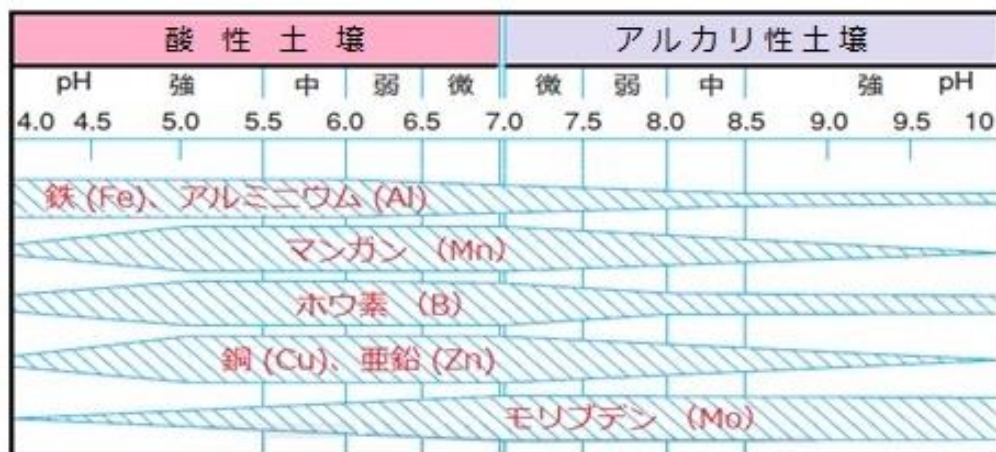 酸性土壌 アルカリ性土壌
pH 強 中 弱 微 微 弱 中 強 pH
4.0 4.5 5.0 5.5 6.0 6.5 7.0 7.5 8.0 8.5 9.0 9.5 10
鉄 (Fe)、アルミニウム (Al)
マンガン (Mn)
ホウ素 (B)
銅 (Cu)、亜鉛 (Zn)
モリブデン (Mo)